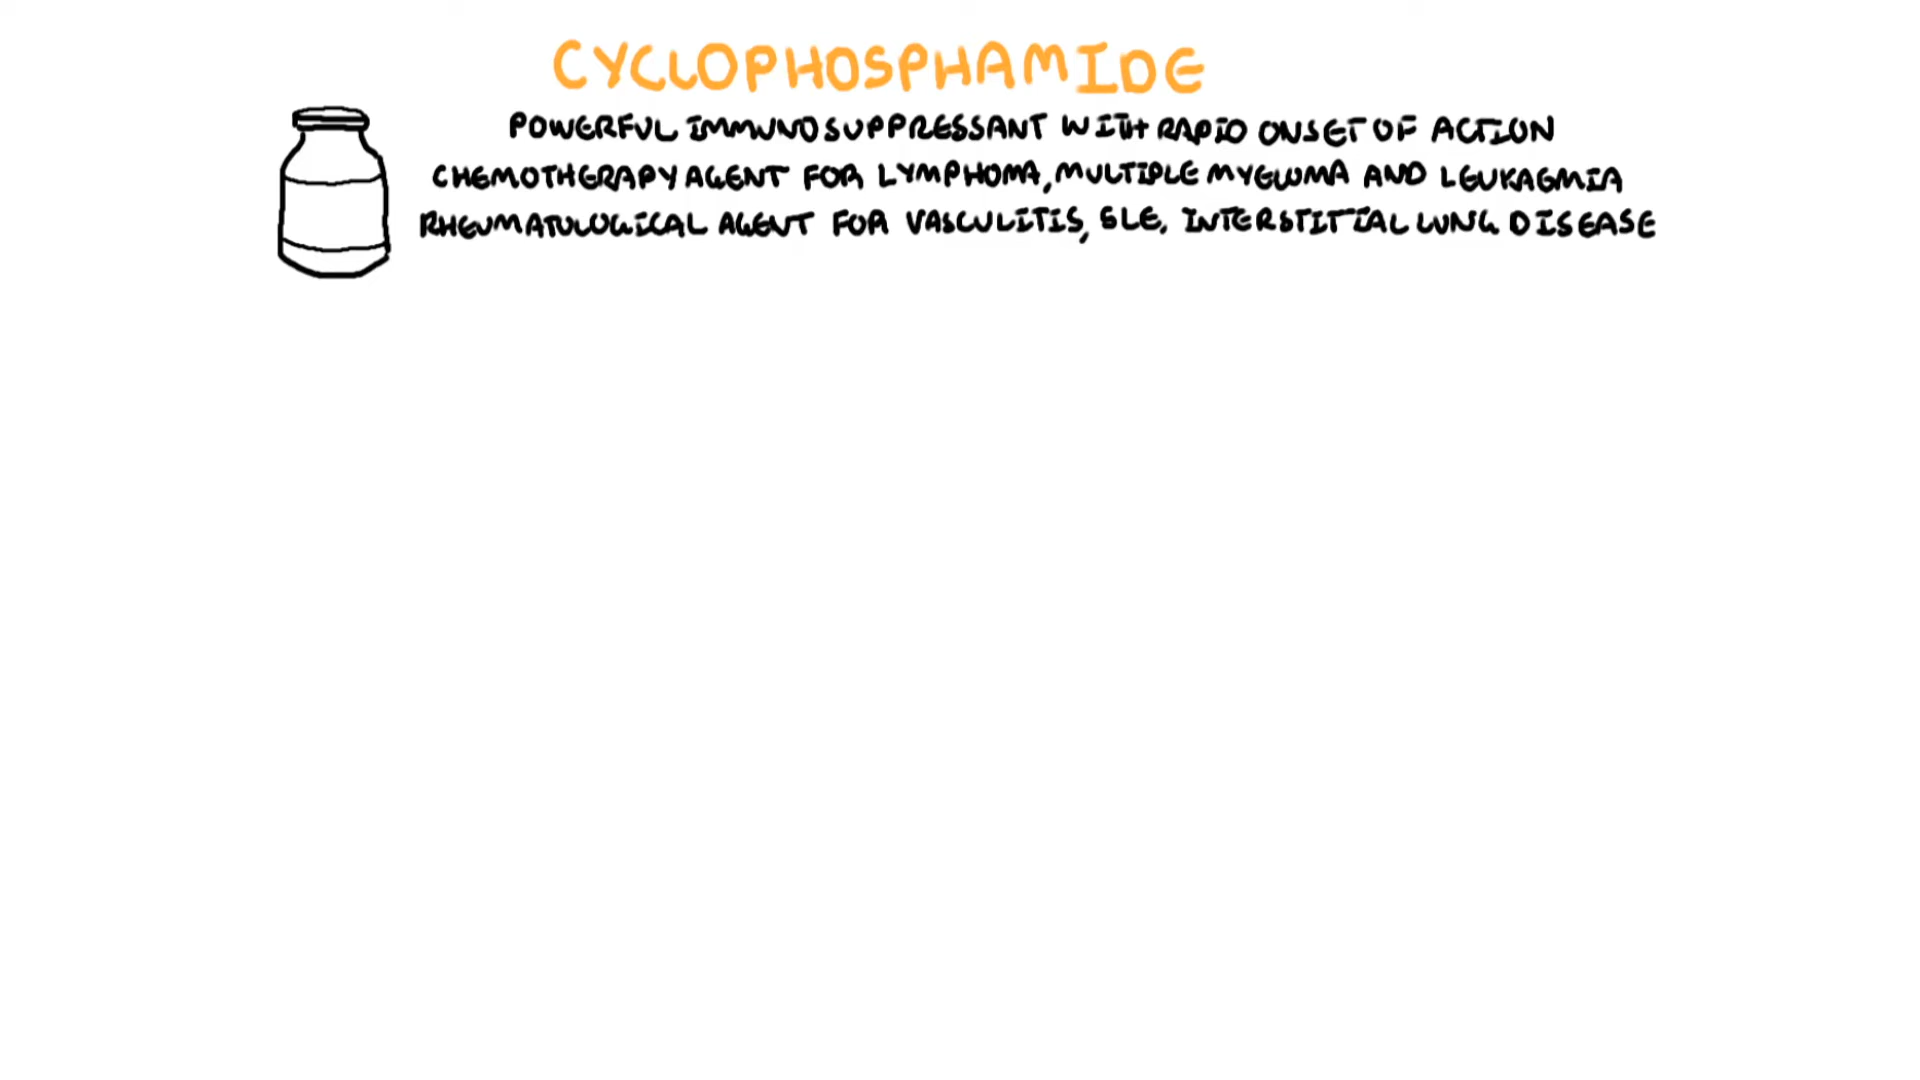 CYCLOPHOSPHAMIDE
POWERFUL IMMUNOSUPPRESSANT WITH RAPID ONSET OF ACTION
CHEMOTHERAPY AGENT FOR LYMPHOMA, MULTIPLE MYELOMA AND LEUKAEMIA
RHEUMATOLOGICAL AGENT FOR VASCULITIS, SLE, INTERSTITIAL LUNG DISEASE